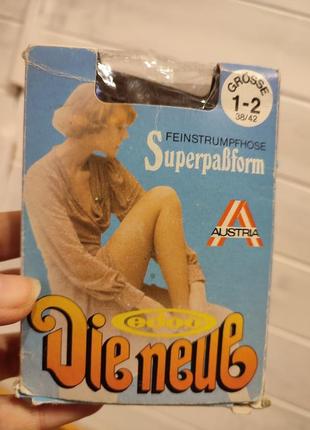 GRÖSSE
1-2
38/42
FEINSTRUMPFHOSE
Superpaßform
A
AUSTRIA
Die neue